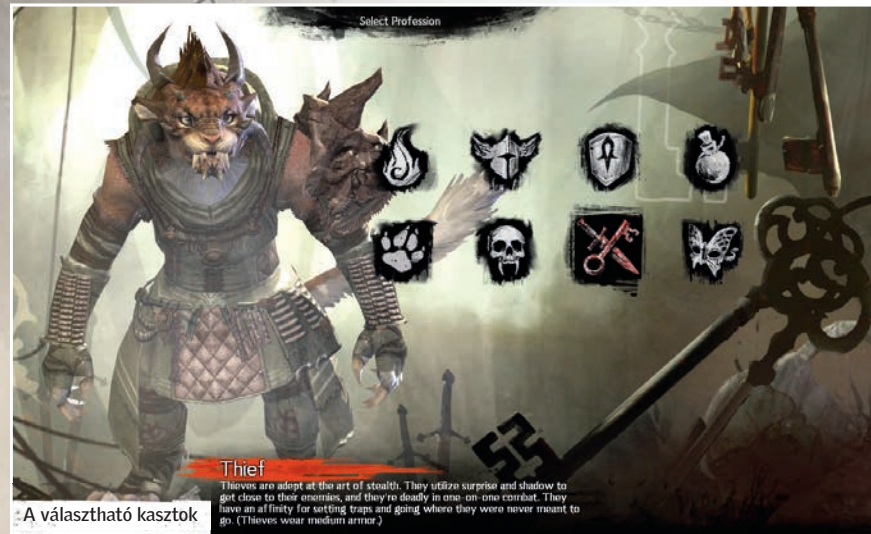 Select Profession
Thief
Thieves are adept at the art of stealth. They utilize surprise and shadow to
get close to their enemies, and they're deadly in one-on-one combat. They
have an affinity for setting traps and going where they were never meant to
go. (Thieves wear medium armor.)
A választható kasztok